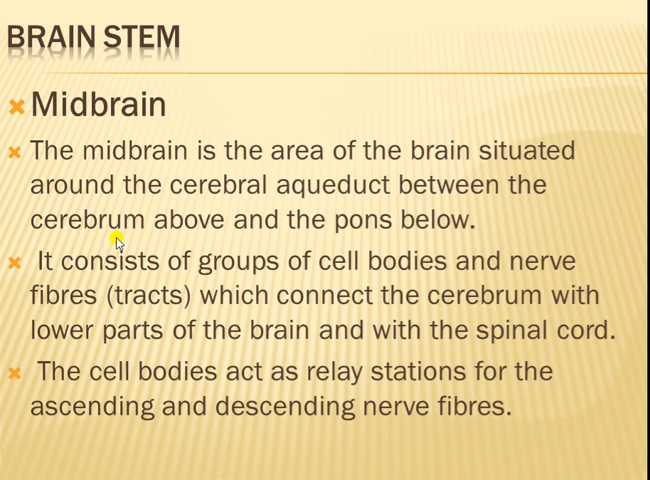 BRAIN STEM
Midbrain
The midbrain is the area of the brain situated
around the cerebral aqueduct between the
cerebrum above and the pons below.
It consists of groups of cell bodies and nerve
fibres (tracts) which connect the cerebrum with
lower parts of the brain and with the spinal cord.
The cell bodies act as relay stations for the
ascending and descending nerve fibres.